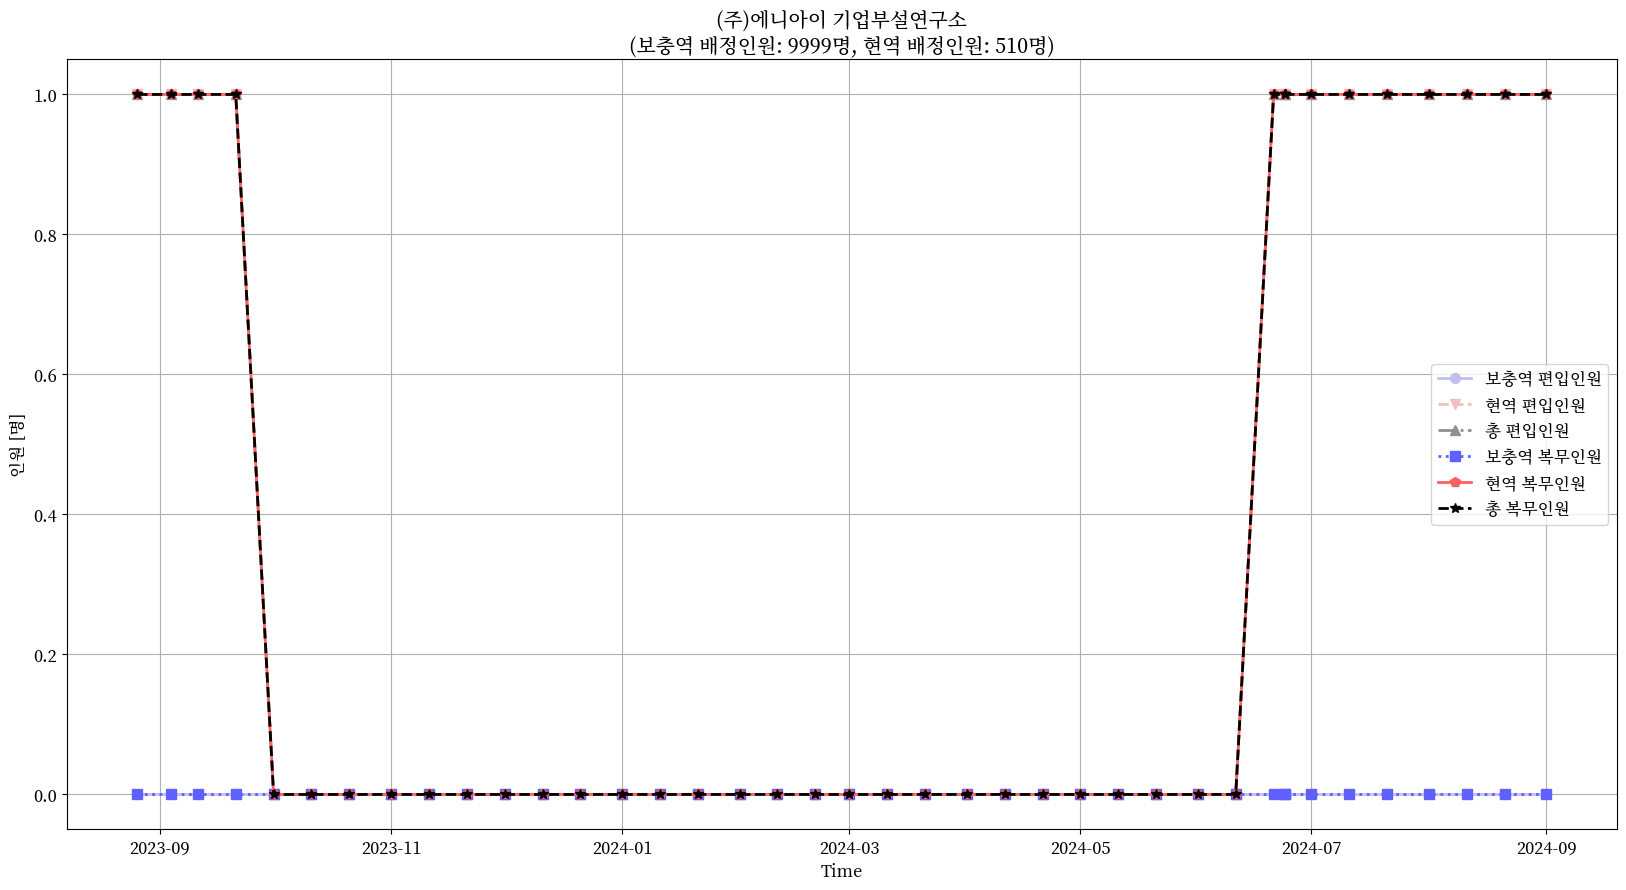 (주)에니아이 기업부설연구소
(보충역 배정인원: 9999명, 현역 배정인원: 510명)
1.0
0.8
0.6
0.4
0.2
0.0
인원 [명]
보충역 편입인원
현역 편입인원
총 편입인원
보충역 복무인원
현역 복무인원
총 복무인원
2023-09
2023-11
2024-01
2024-03
2024-05
2024-07
2024-09
Time